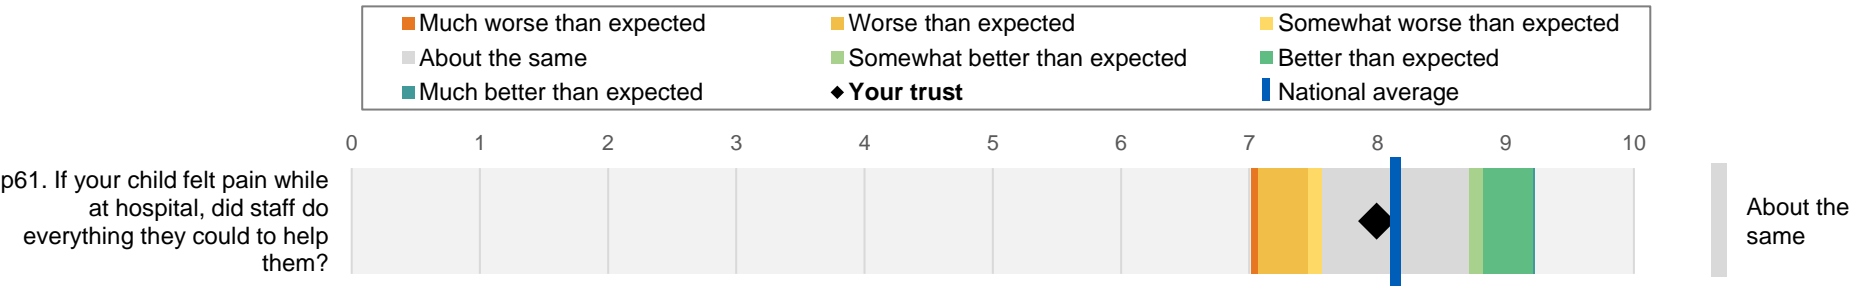 Much worse than expected Worse than expected Somewhat worse than expected
About the same Somewhat better than expected Better than expected
Much better than expected Your trust National average
0 1 2 3 4 5 6 7 8 9 10
p61. If your child felt pain while
at hospital, did staff do
everything they could to help
them?
About the
same